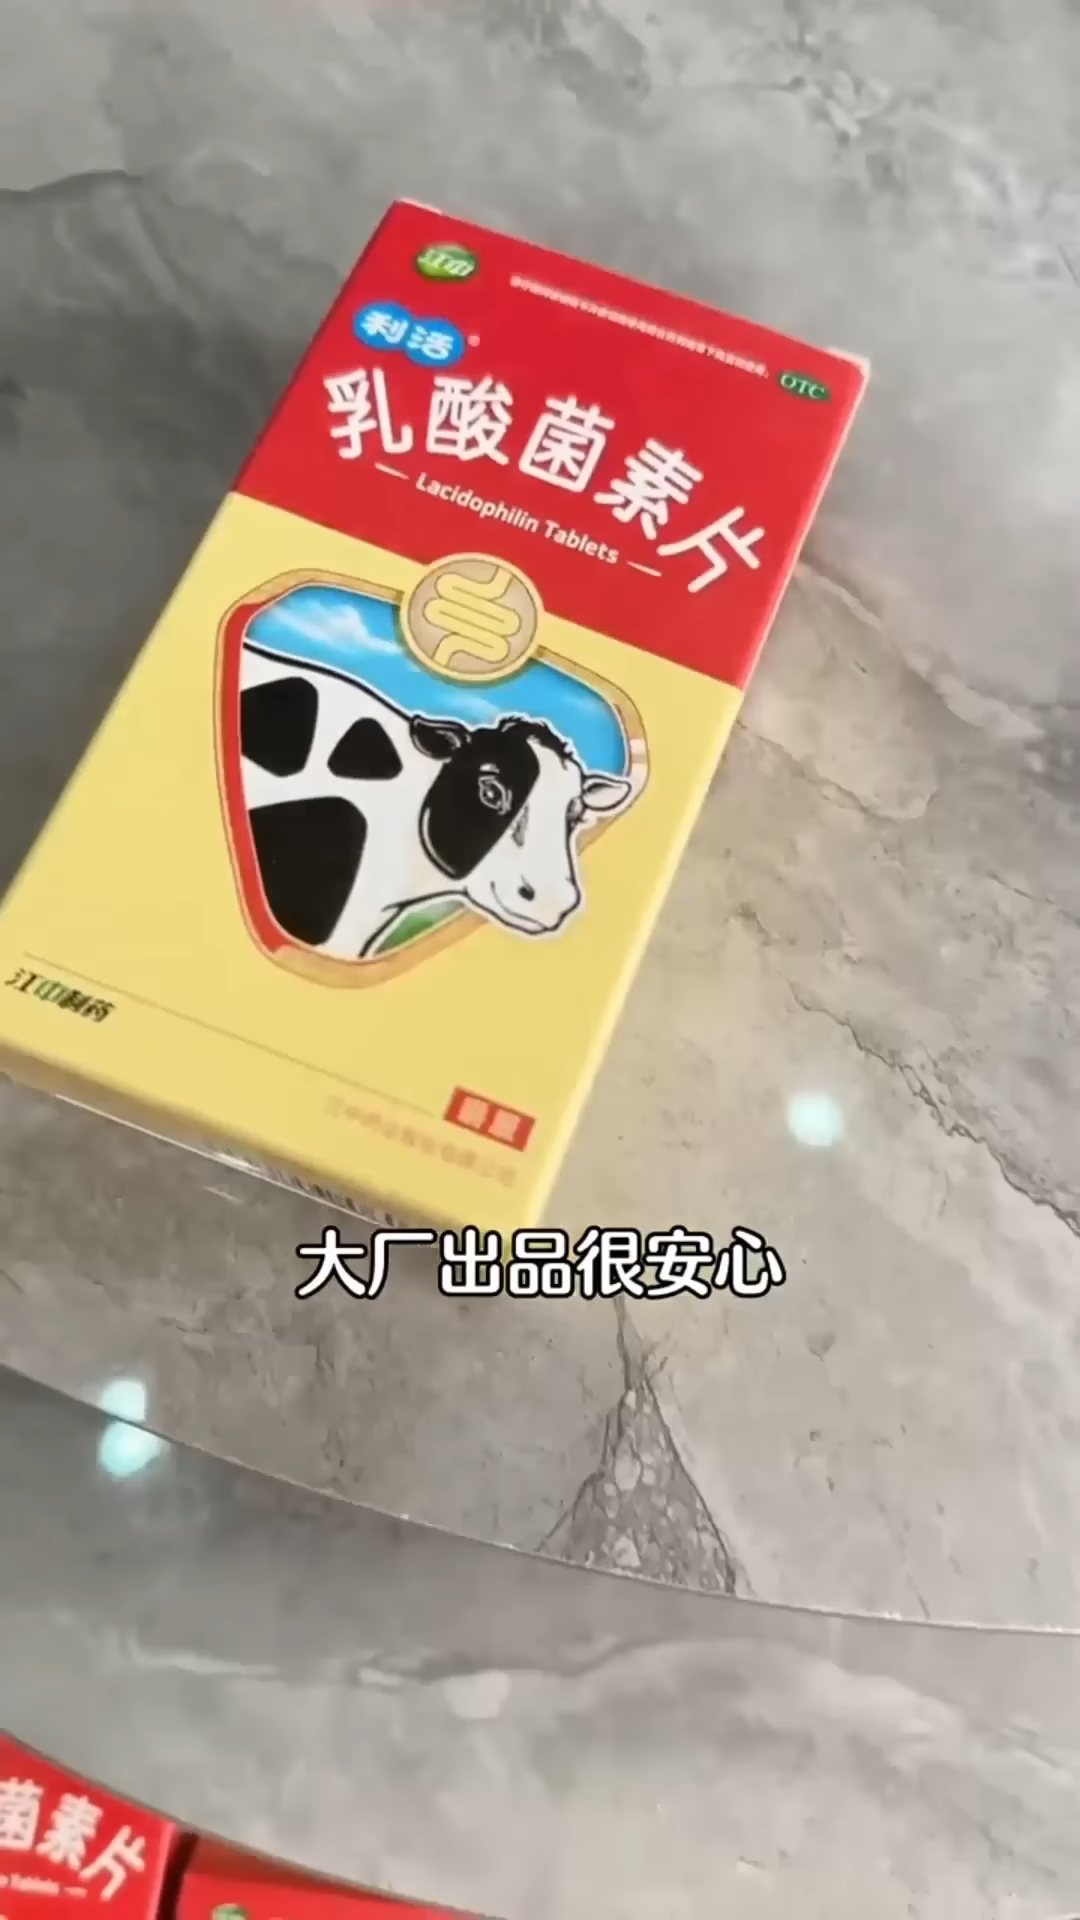 江中
OTC
利活®
乳酸菌素片
Lacidophilin Tablets
江中制药
大厂出品很安心
菌素片